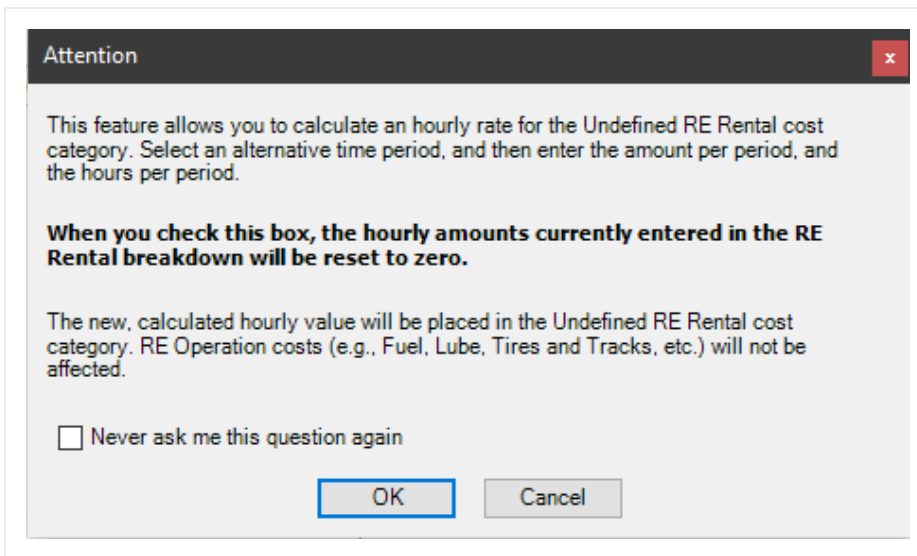 Attention
x
This feature allows you to calculate an hourly rate for the Undefined RE Rental cost
category. Select an alternative time period, and then enter the amount per period, and
the hours per period.
When you check this box, the hourly amounts currently entered in the RE
Rental breakdown will be reset to zero.
The new, calculated hourly value will be placed in the Undefined RE Rental cost
category. RE Operation costs (e.g., Fuel, Lube, Tires and Tracks, etc.) will not be
affected.
Never ask me this question again
OK Cancel